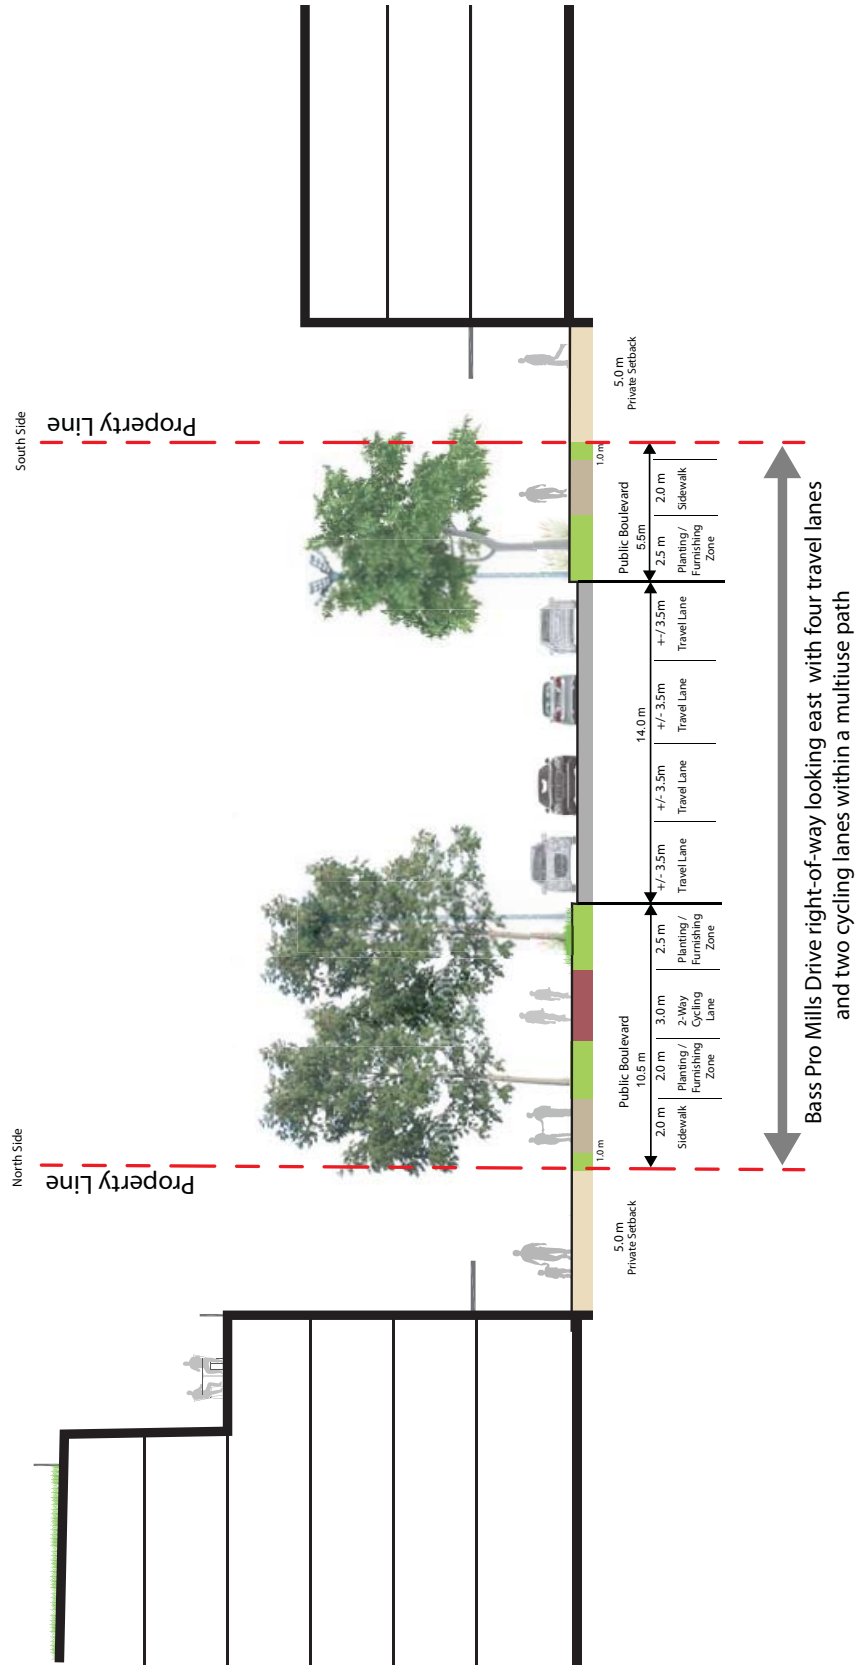 North Side
South Side
Property Line
Property Line
5.0 m
Private Setback
1.0 m
Public Boulevard
10.5 m
2.0 m
Sidewalk
2.0 m
Planting /
Furnishing
Zone
3.0 m
2-Way
Cycling
Lane
2.5 m
Planting /
Furnishing
Zone
14.0 m
+/- 3.5m
Travel Lane
+/- 3.5m
Travel Lane
+/- 3.5m
Travel Lane
+-/ 3.5m
Travel Lane
Public Boulevard
5.5m
2.5 m
Planting /
Furnishing
Zone
2.0 m
Sidewalk
1.0 m
5.0 m
Private Setback
Bass Pro Mills Drive right-of-way looking east with four travel lanes
and two cycling lanes within a multiuse path